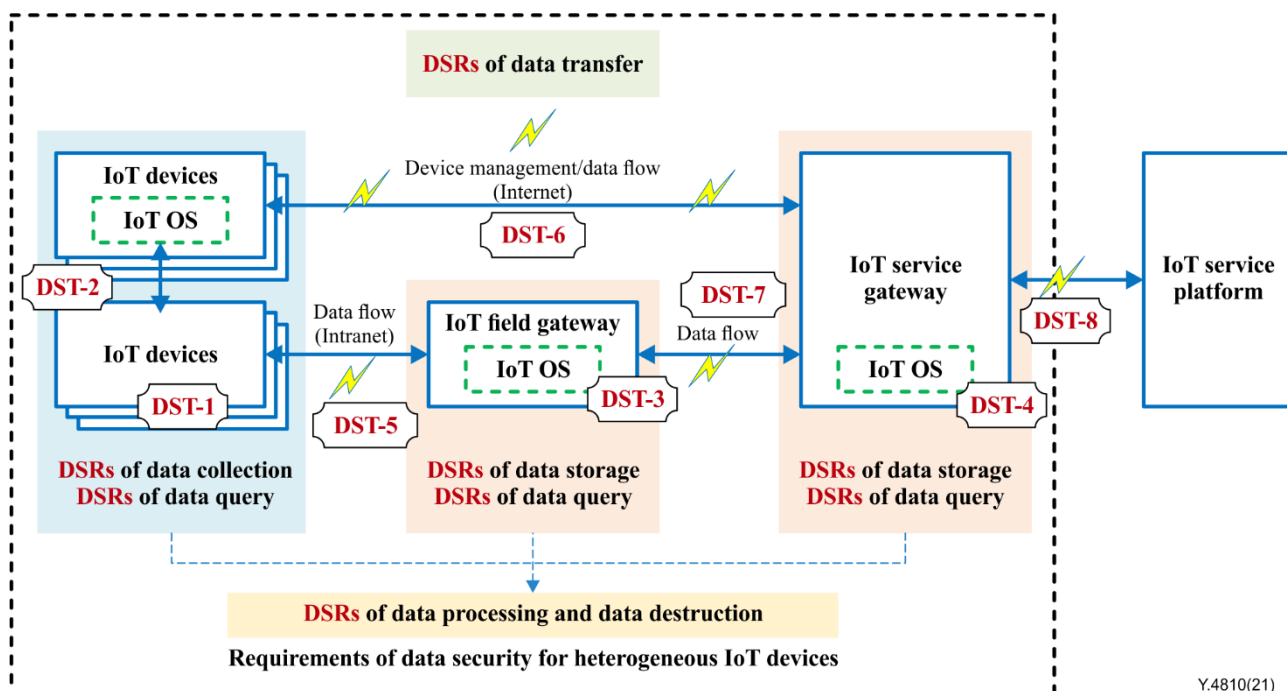 DSRs of data transfer
IoT devices
IoT OS
Device management/data flow
(Internet)
DST-6
DST-2
IoT devices
DST-1
Data flow
(Intranet)
DST-5
IoT field gateway
IoT OS
DST-3
DST-7
Data flow
IoT service
gateway
IoT OS
DST-4
DST-8
IoT service
platform
DSRs of data collection
DSRs of data query
DSRs of data storage
DSRs of data query
DSRs of data storage
DSRs of data query
DSRs of data processing and data destruction
Requirements of data security for heterogeneous IoT devices
Y.4810(21)